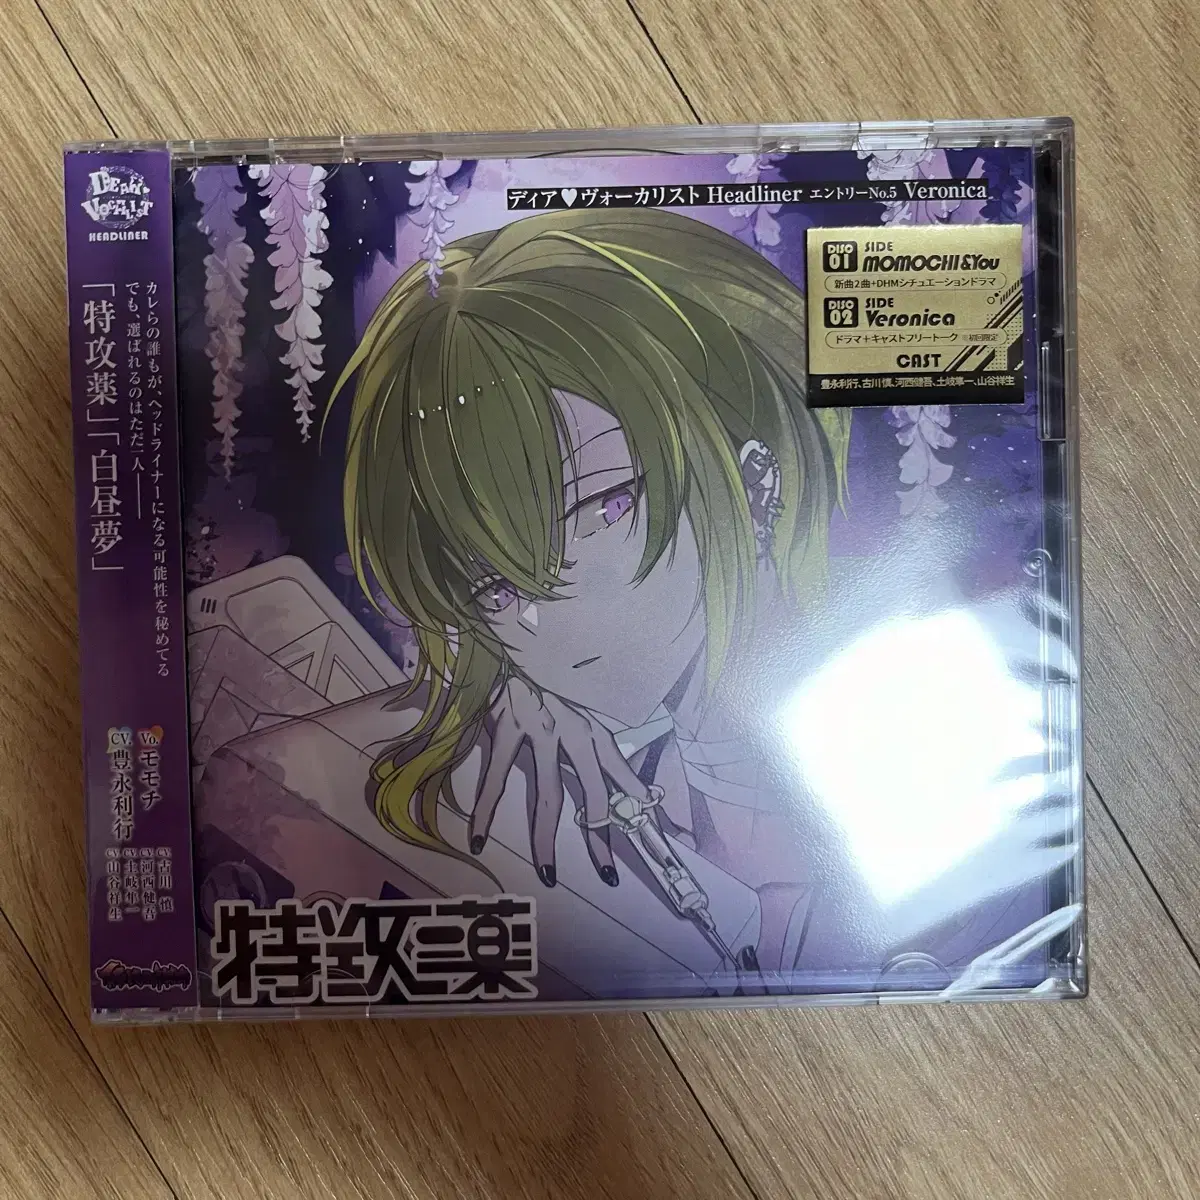 DEAR♥
VOCALIST
HEADLINER
カレらの誰もが、ヘッドライナーになる可能性を秘めてる
でも、選ばれるのはただ一人――
「特攻薬」「白昼夢」
Vo. モモチ
CV. 豊永利行
CV. 古川 慎
CV. 河西健吾
CV. 土岐隼一
CV. 山谷祥生
ディア♥ヴォーカリスト Headliner エントリーNo.5 Veronica
DISC 01 SIDE MOMOCHI&You
新曲2曲+DHMシチュエーションドラマ
DISC 02 SIDE Veronica
ドラマ+キャストフリートーク ※初回限定
CAST
豊永利行、古川 慎、河西健吾、土岐隼一、山谷祥生
特攻薬